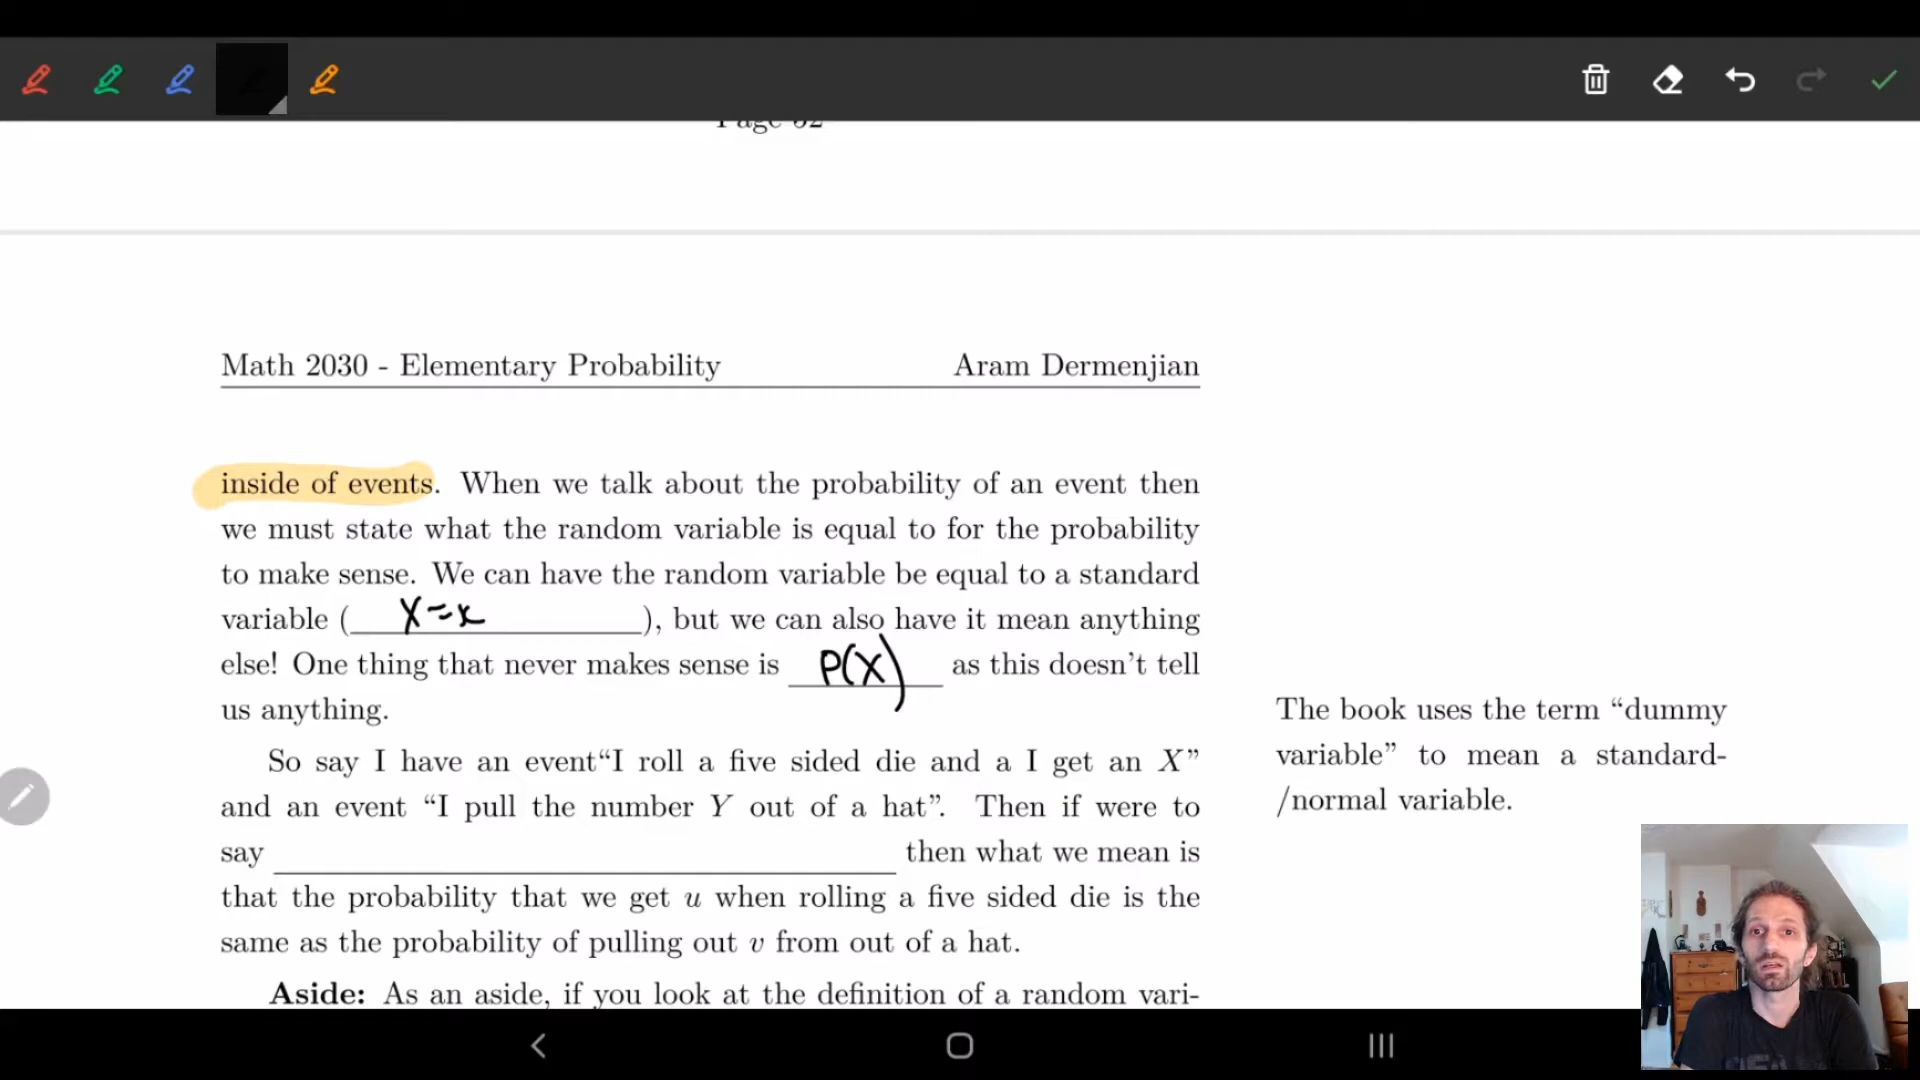 Page 52
Math 2030 - Elementary Probability Aram Dermenjian
inside of events. When we talk about the probability of an event then
we must state what the random variable is equal to for the probability
to make sense. We can have the random variable be equal to a standard
variable ( X=x ), but we can also have it mean anything
else! One thing that never makes sense is P(X) as this doesn't tell
us anything.
So say I have an event“I roll a five sided die and a I get an X”
and an event “I pull the number Y out of a hat”. Then if were to
say then what we mean is
that the probability that we get u when rolling a five sided die is the
same as the probability of pulling out v from out of a hat.
Aside: As an aside, if you look at the definition of a random vari-
The book uses the term “dummy
variable” to mean a standard-
/normal variable.